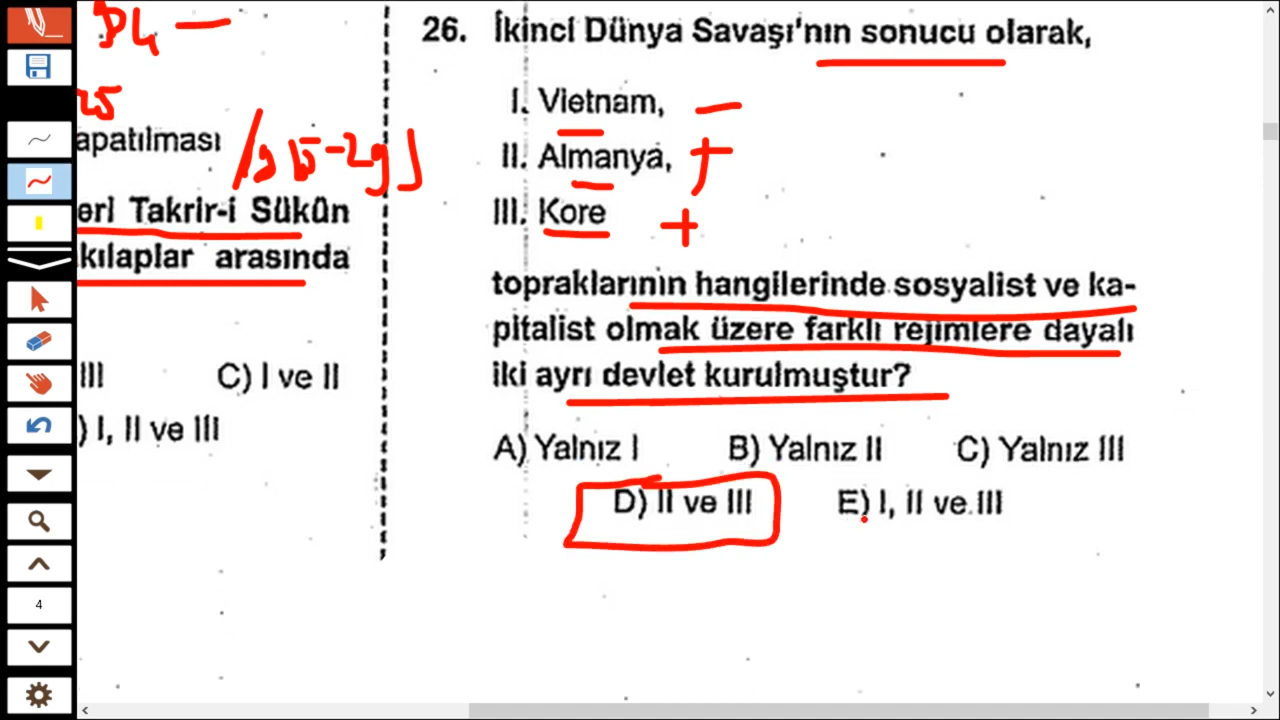 apatılması
eri Takrir-i Sükûn
kılaplar arasında
III C) I ve II
) I, II ve III
26. İkinci Dünya Savaşı'nın sonucu olarak,
I. Vietnam, —
II. Almanya, +
III. Kore +
topraklarının hangilerinde sosyalist ve ka-
pitalist olmak üzere farklı rejimlere dayalı
iki ayrı devlet kurulmuştur?
A) Yalnız I B) Yalnız II C) Yalnız III
D) II ve III E) I, II ve III
4